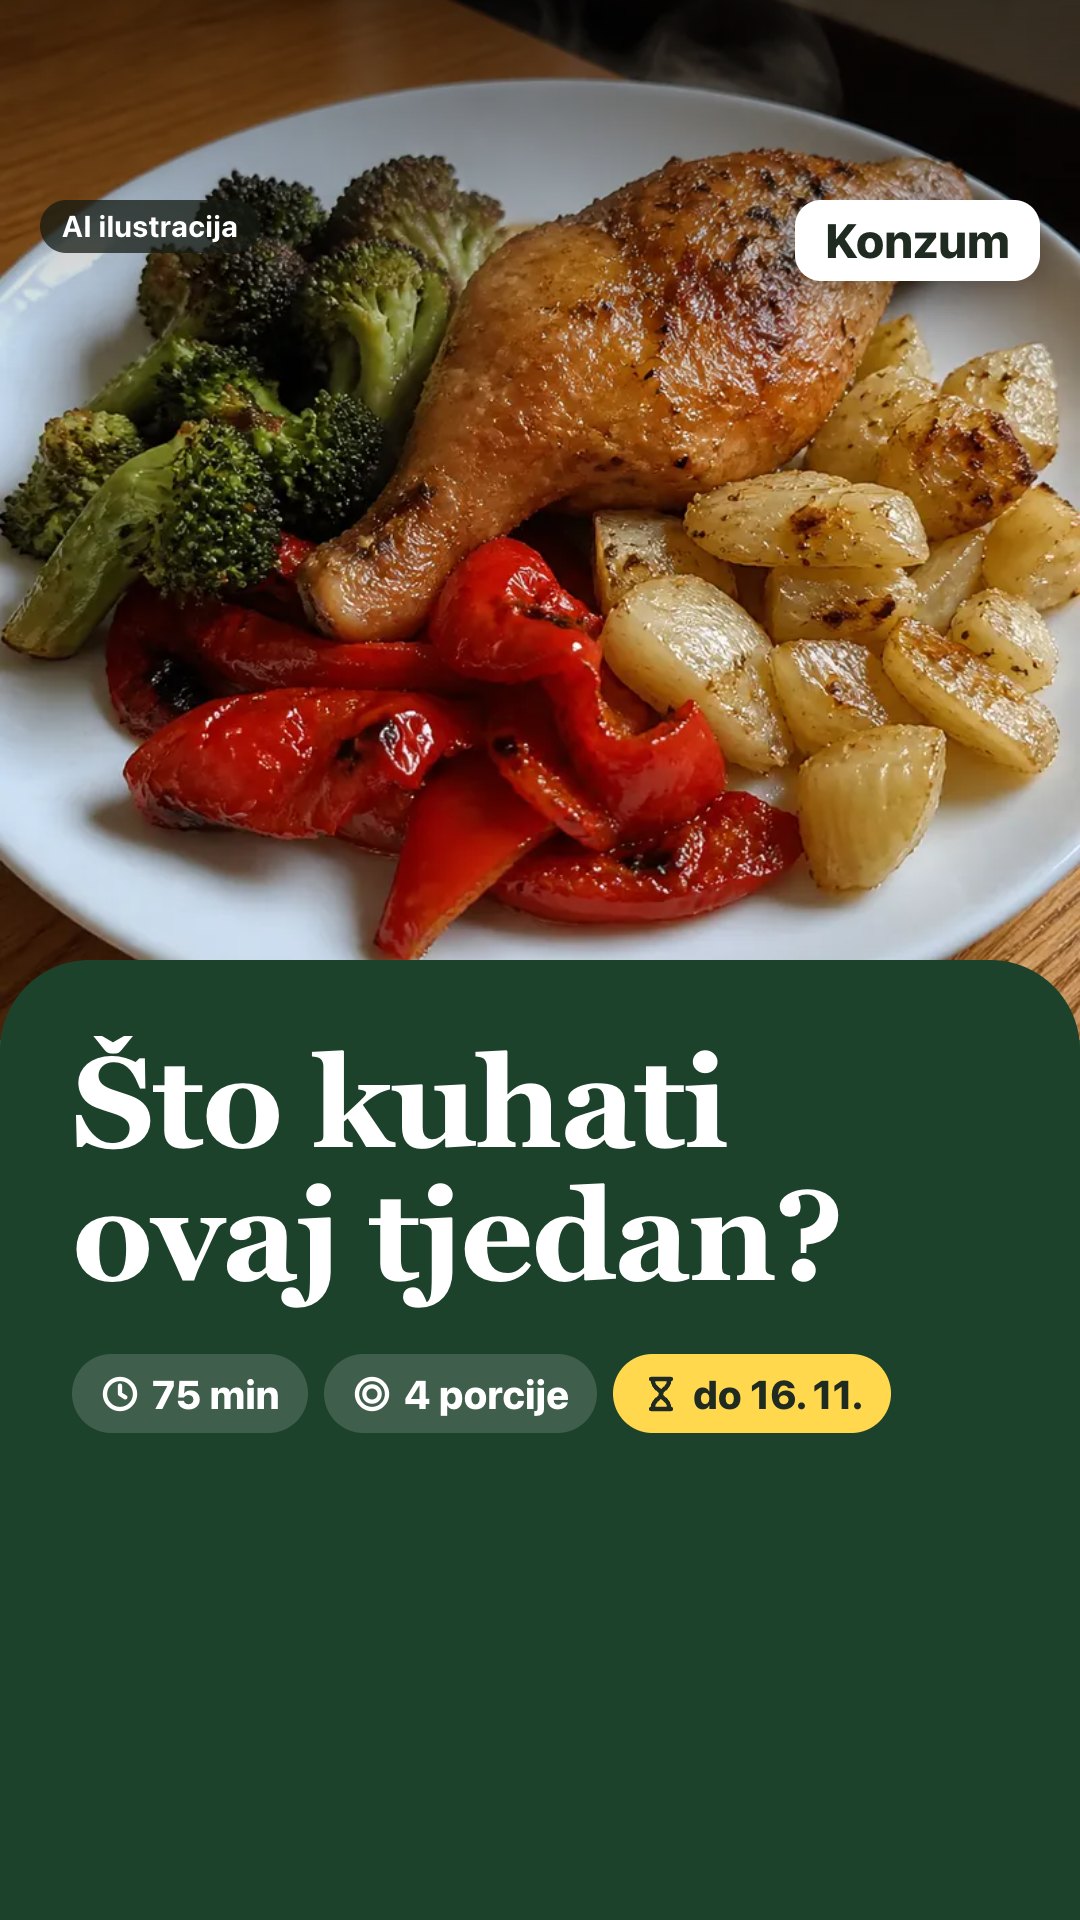 AI ilustracija
Konzum
Što kuhati
ovaj tjedan?
75 min
4 porcije
do 16. 11.